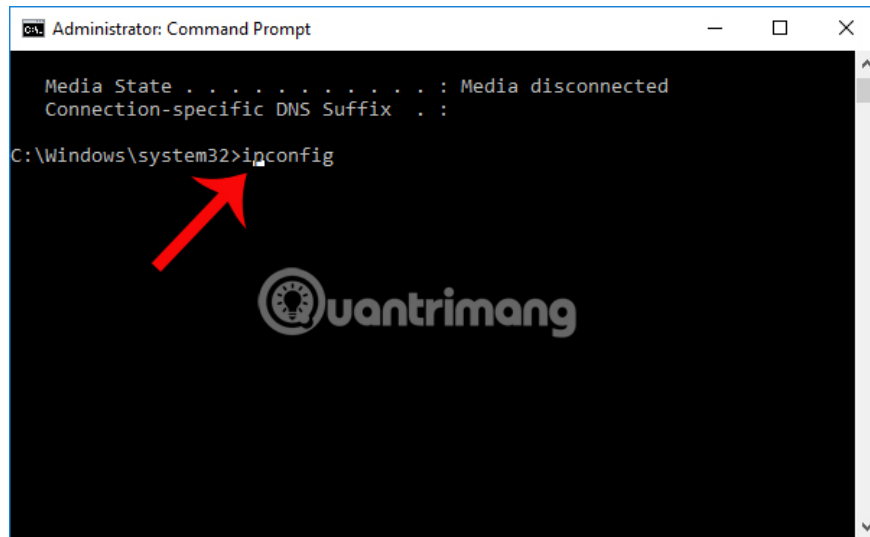 Administrator: Command Prompt
Media State . . . . . . . . . . . : Media disconnected
Connection-specific DNS Suffix  . :
C:\Windows\system32>ipconfig
Quantrimang